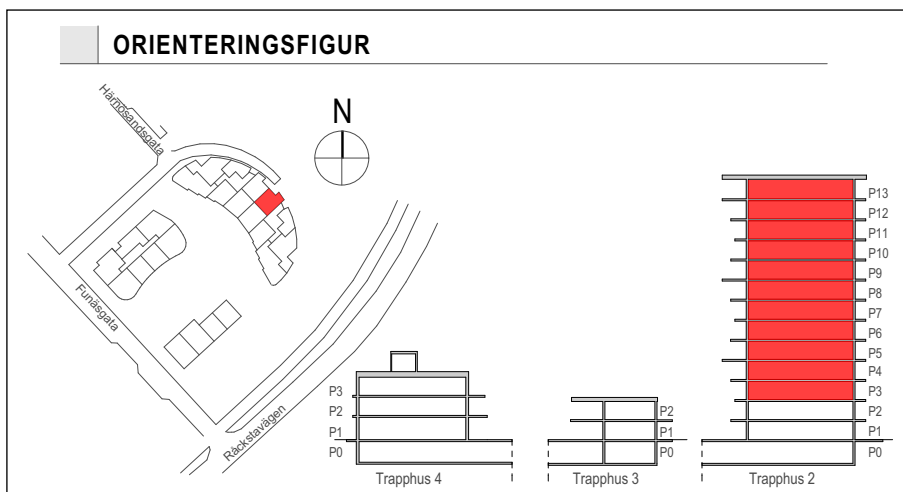 ORIENTERINGSFIGUR
Härnösandsgata
N
Funäsgata
Råckstavägen
P3
P2
P1
P0
Trapphus 4
P2
P1
P0
Trapphus 3
P13
P12
P11
P10
P9
P8
P7
P6
P5
P4
P3
P2
P1
P0
Trapphus 2